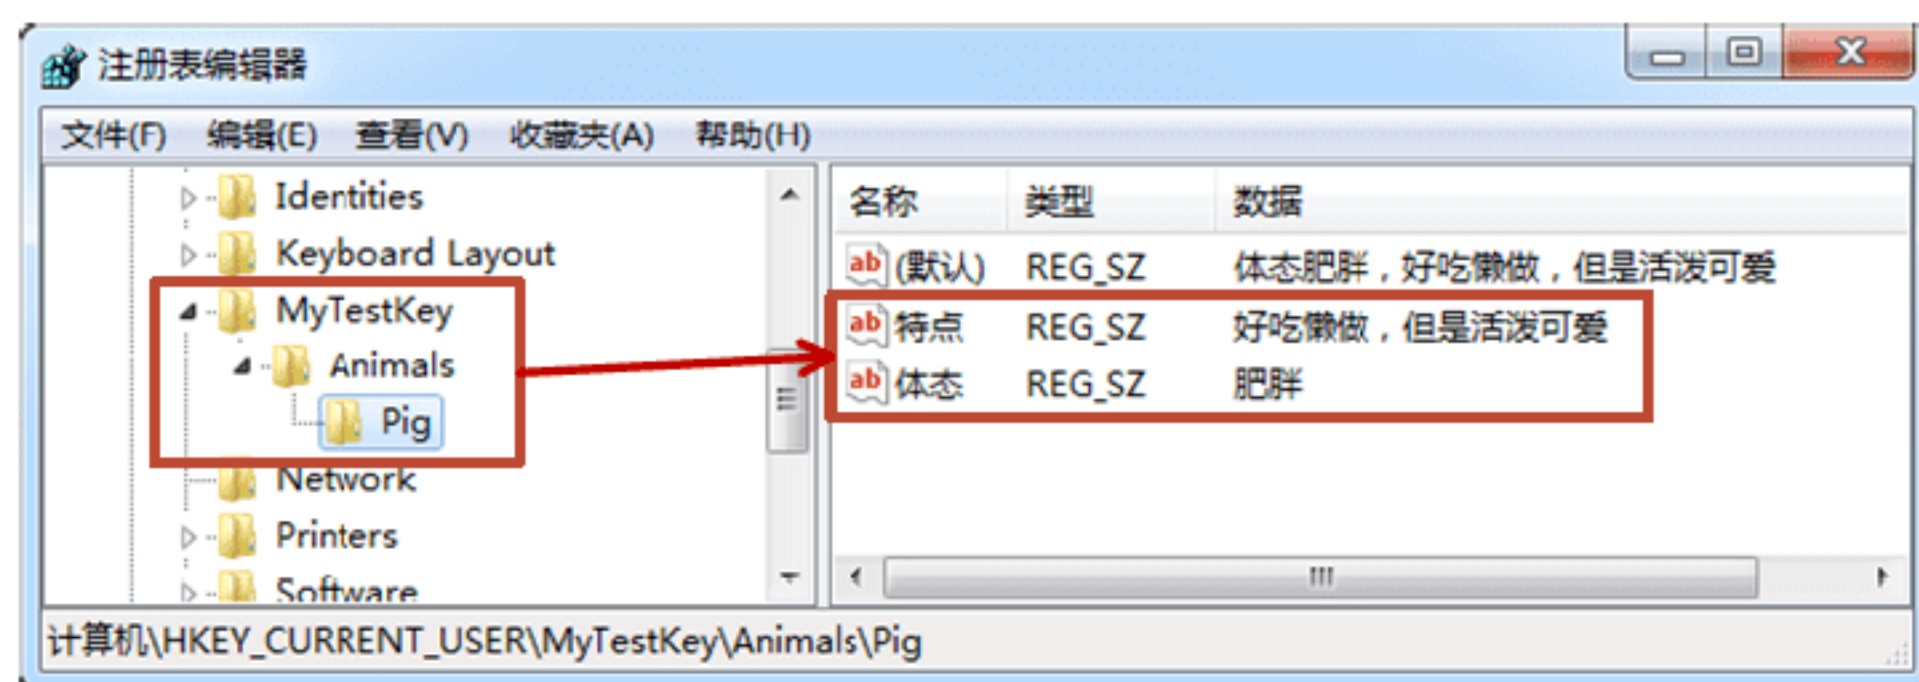 注册表编辑器
文件(F) 编辑(E) 查看(V) 收藏夹(A) 帮助(H)
Identities
Keyboard Layout
MyTestKey
Animals
Pig
Network
Printers
Software
名称 类型 数据
ab (默认) REG_SZ 体态肥胖，好吃懒做，但是活泼可爱
ab 特点 REG_SZ 好吃懒做，但是活泼可爱
ab 体态 REG_SZ 肥胖
计算机\HKEY_CURRENT_USER\MyTestKey\Animals\Pig